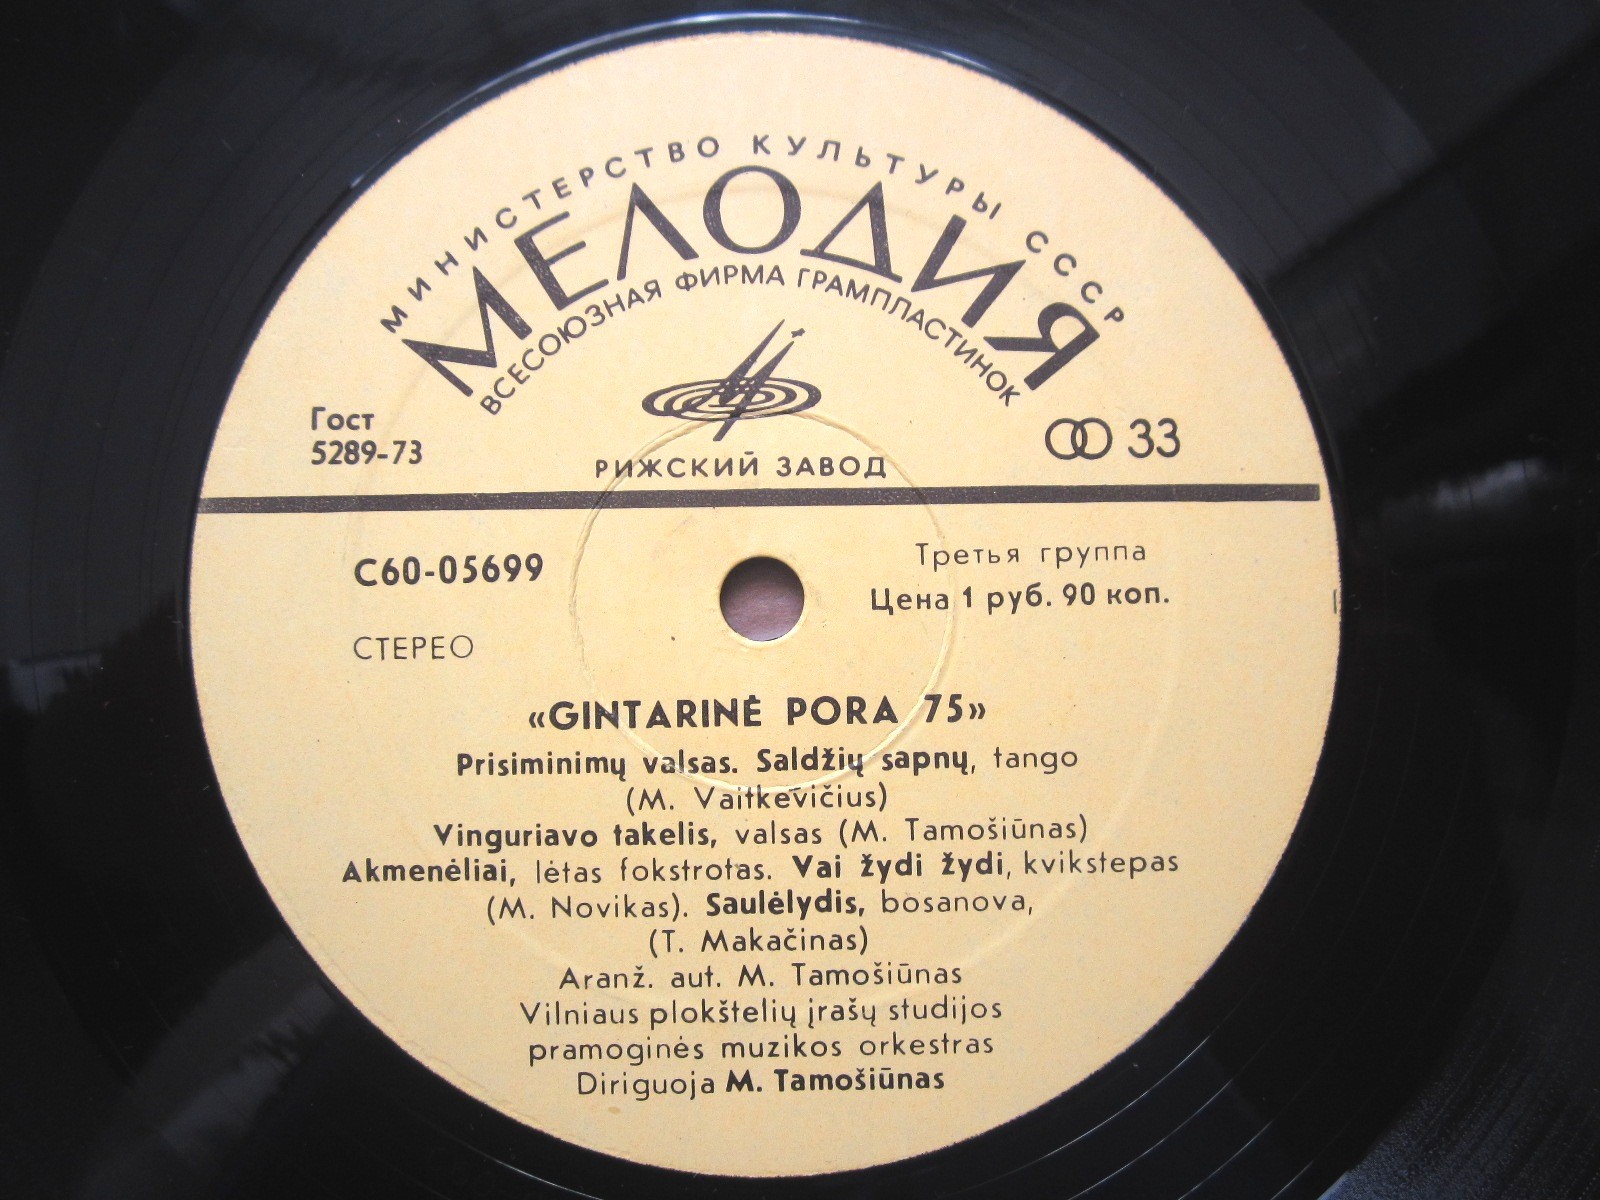 МИНИСТЕРСТВО КУЛЬТУРЫ СССР
МЕЛОДИЯ
ВСЕСОЮЗНАЯ ФИРМА ГРАМПЛАСТИНОК
Гост
5289-73
33
РИЖСКИЙ ЗАВОД
С60-05699
Третья группа
Цена 1 руб. 90 коп.
СТЕРЕО
«GINTARINĖ PORA 75»
Prisiminimų valsas. Saldžių sapnų, tango
(M. Vaitkevičius)
Vinguriavo takelis, valsas (M. Tamošiūnas)
Akmenėliai, lėtas fokstrotas. Vai žydi žydi, kvikstepas
(M. Novikas). Saulėlydis, bosanova,
(T. Makačinas)
Aranž. aut. M. Tamošiūnas
Vilniaus plokštelių įrašų studijos
pramoginės muzikos orkestras
Diriguoja M. Tamošiūnas